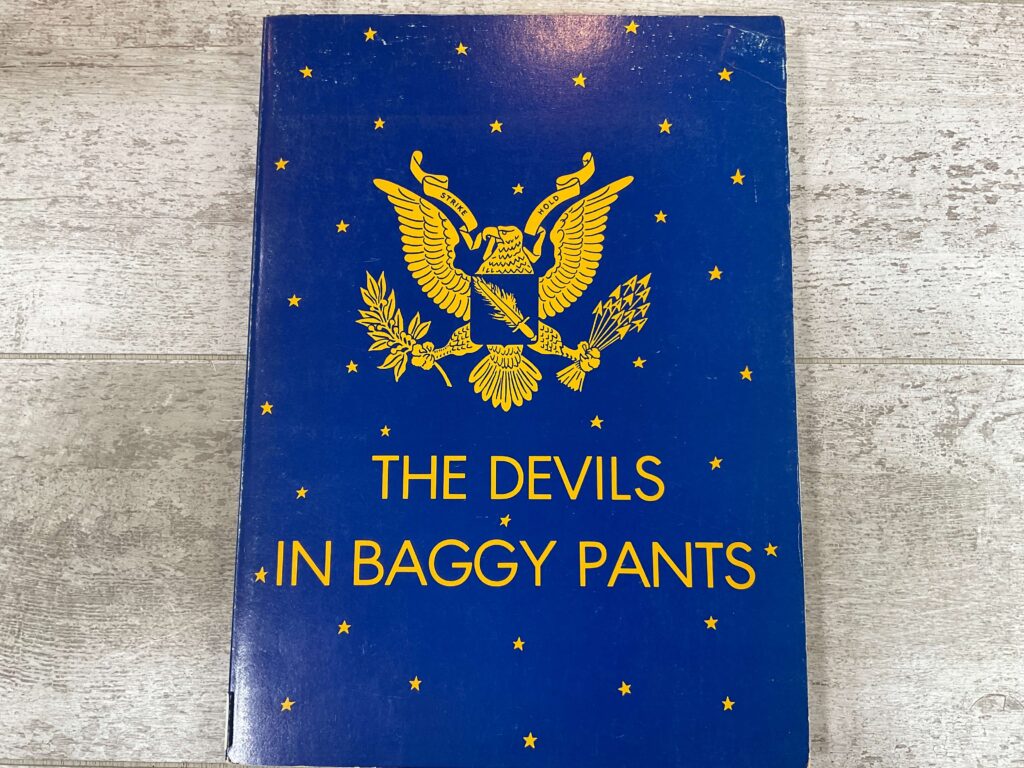 STRIKE
HOLD
THE DEVILS
IN BAGGY PANTS